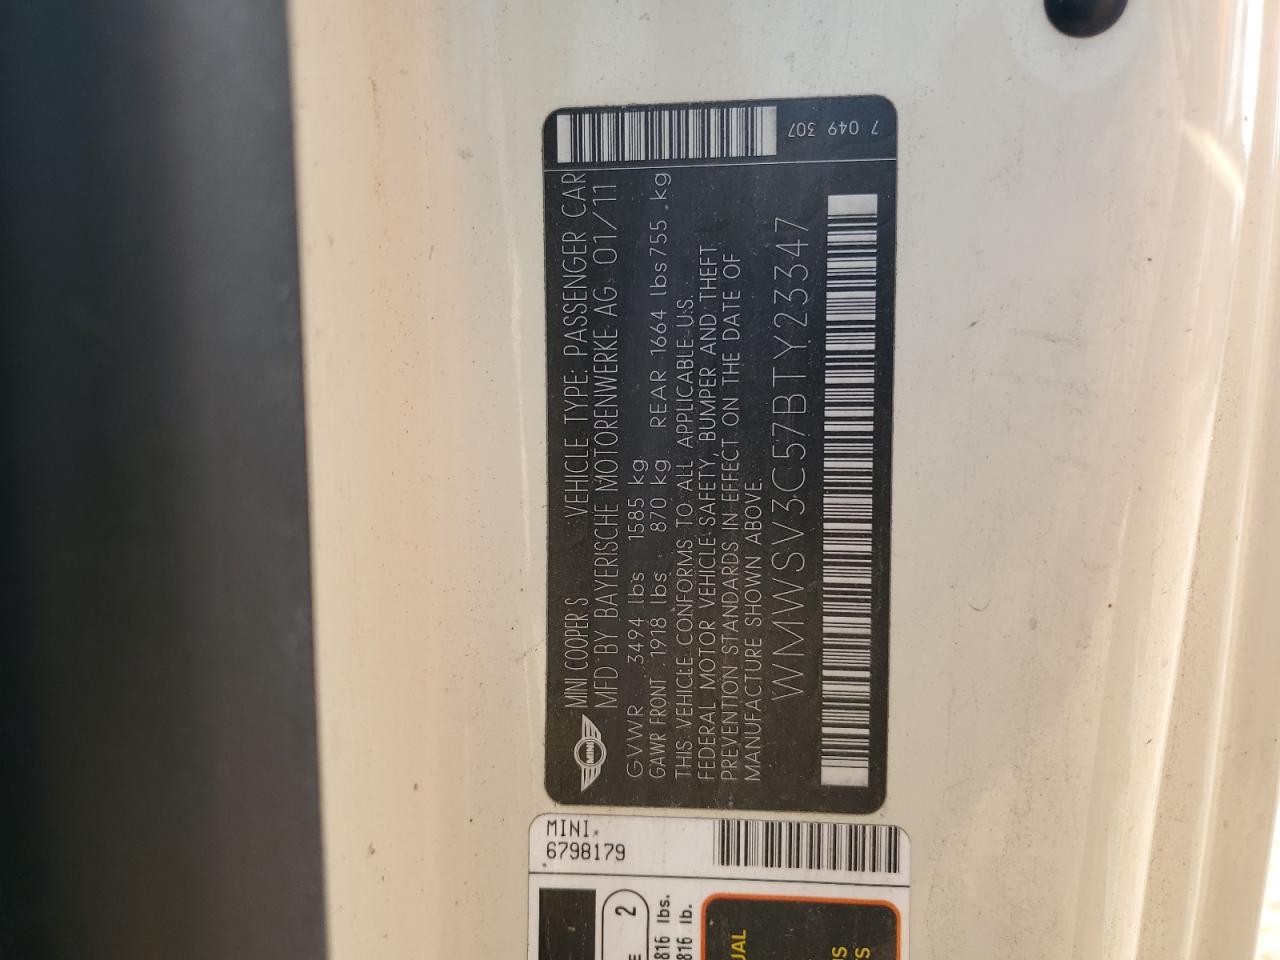 MINI
MINI COOPER S VEHICLE TYPE: PASSENGER CAR
MFD BY BAYERISCHE MOTORENWERKE AG 01/11
GVWR 3494 lbs 1585 kg
GAWR FRONT 1918 lbs 870 kg REAR 1664 lbs 755 kg
THIS VEHICLE CONFORMS TO ALL APPLICABLE U.S.
FEDERAL MOTOR VEHICLE SAFETY, BUMPER AND THEFT
PREVENTION STANDARDS IN EFFECT ON THE DATE OF
MANUFACTURE SHOWN ABOVE.
WMWSV3C57BTY23347
7 049 307
MINI
6798179
2
816 lbs.
816 lb.